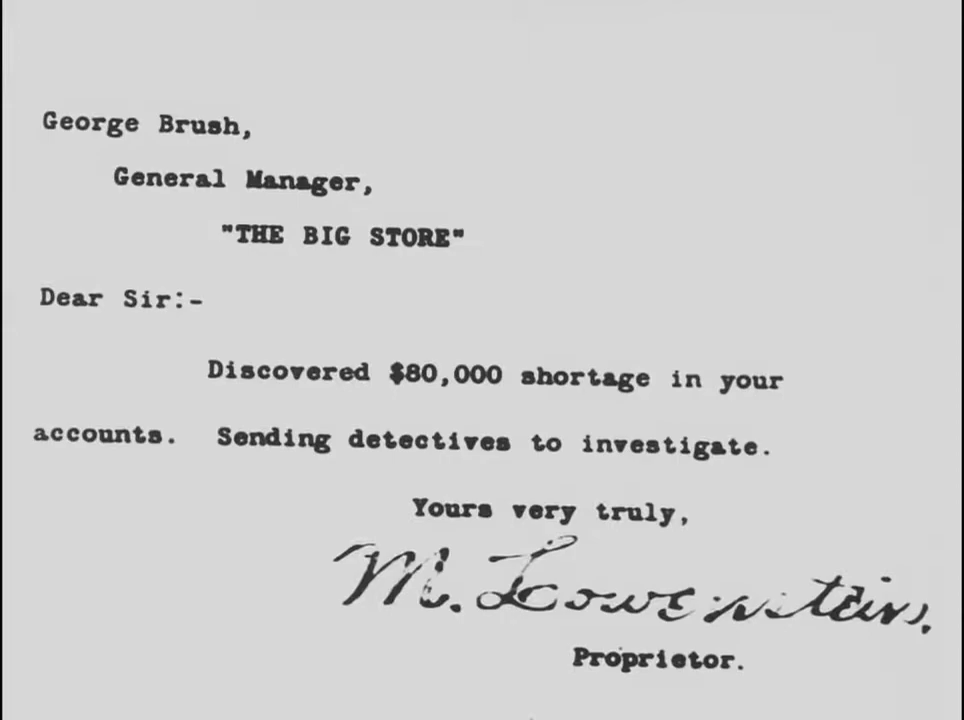 George Brush,
General Manager,
"THE BIG STORE"
Dear Sir:-
Discovered $80,000 shortage in your
accounts. Sending detectives to investigate.
Yours very truly,
M. Lowenstein.
Proprietor.